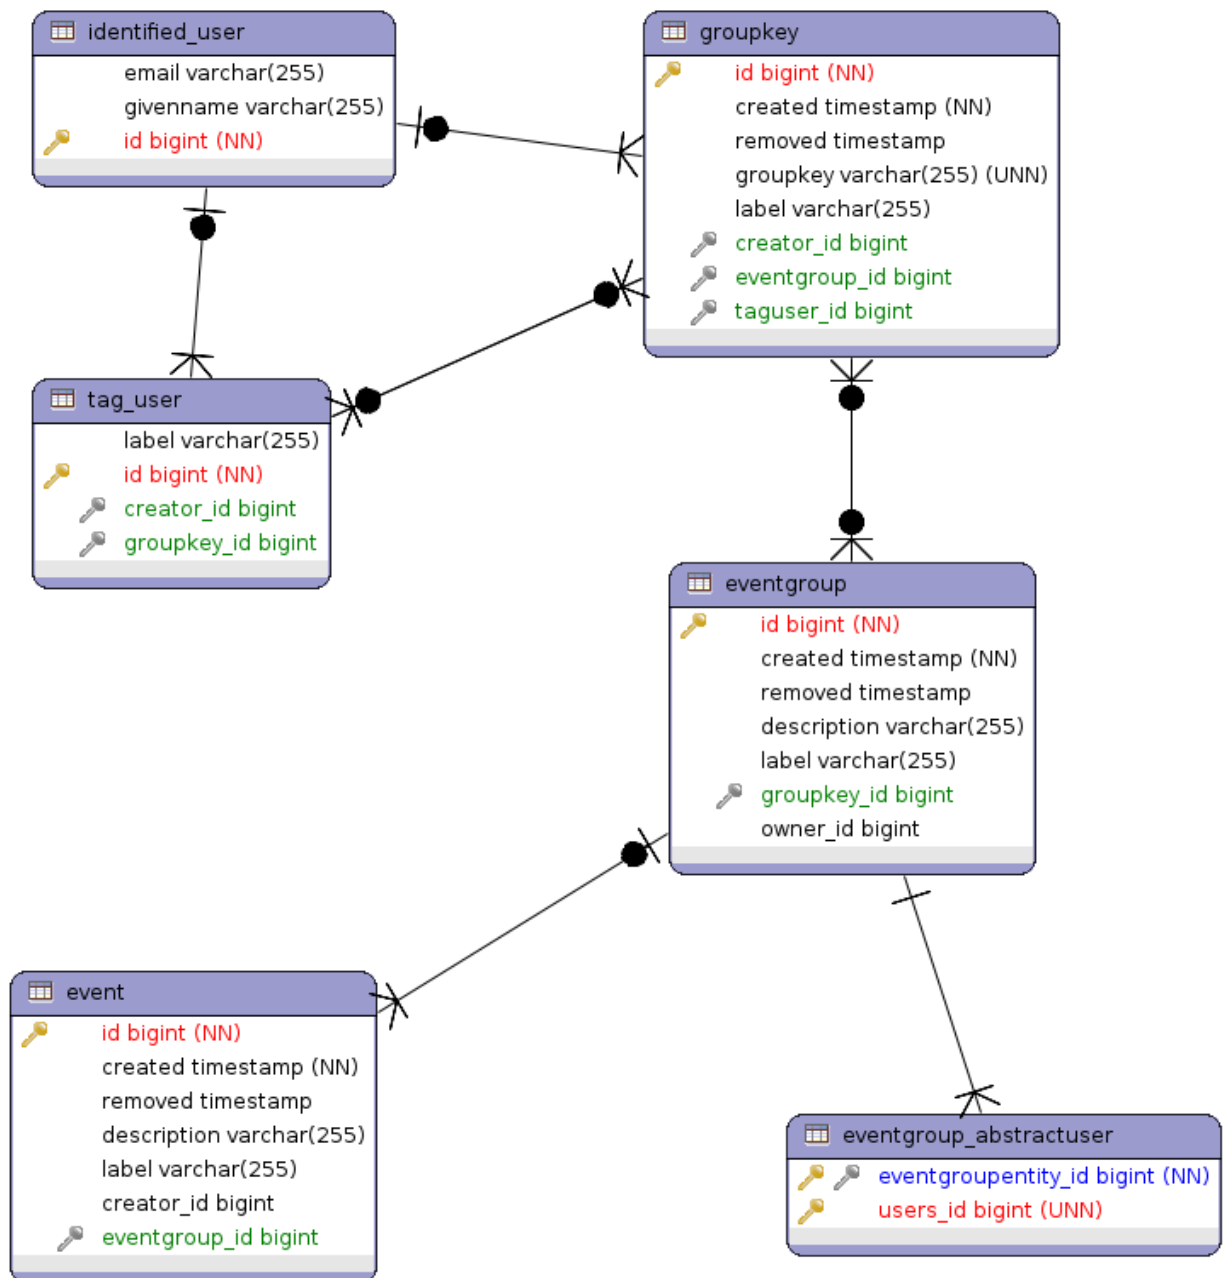 identified_user
email varchar(255)
givenname varchar(255)
id bigint (NN)
groupkey
id bigint (NN)
created timestamp (NN)
removed timestamp
groupkey varchar(255) (UNN)
label varchar(255)
creator_id bigint
eventgroup_id bigint
taguser_id bigint
tag_user
label varchar(255)
id bigint (NN)
creator_id bigint
groupkey_id bigint
eventgroup
id bigint (NN)
created timestamp (NN)
removed timestamp
description varchar(255)
label varchar(255)
groupkey_id bigint
owner_id bigint
event
id bigint (NN)
created timestamp (NN)
removed timestamp
description varchar(255)
label varchar(255)
creator_id bigint
eventgroup_id bigint
eventgroup_abstractuser
eventgroupentity_id bigint (NN)
users_id bigint (UNN)